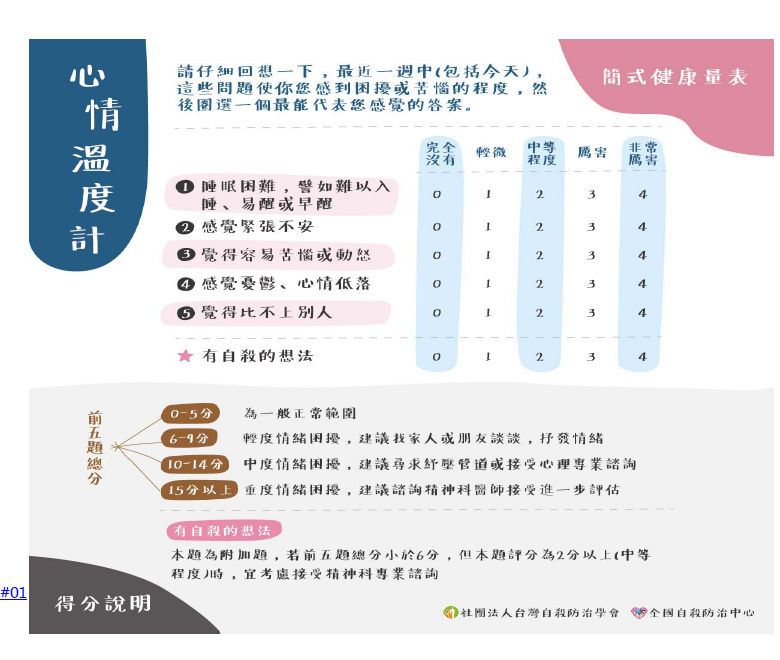 心情溫度計
簡式健康量表
請仔細回想一下，最近一週中(包括今天)，
這些問題使你您感到困擾或苦惱的程度，然
後圈選一個最能代表您感覺的答案。
完全沒有 輕微 中等程度 厲害 非常厲害
❶ 睡眠困難，譬如難以入
睡、易醒或早醒 0 1 2 3 4
❷ 感覺緊張不安 0 1 2 3 4
❸ 覺得容易苦惱或動怒 0 1 2 3 4
❹ 感覺憂鬱、心情低落 0 1 2 3 4
❺ 覺得比不上別人 0 1 2 3 4
★ 有自殺的想法 0 1 2 3 4
前五題總分
0-5分 為一般正常範圍
6-9分 輕度情緒困擾，建議找家人或朋友談談，抒發情緒
10-14分 中度情緒困擾，建議尋求紓壓管道或接受心理專業諮詢
15分以上 重度情緒困擾，建議諮詢精神科醫師接受進一步評估
有自殺的想法
本題為附加題，若前五題總分小於6分，但本題評分為2分以上(中等
程度)時，宜考慮接受精神科專業諮詢
#01
得分說明
社團法人台灣自殺防治學會 全國自殺防治中心